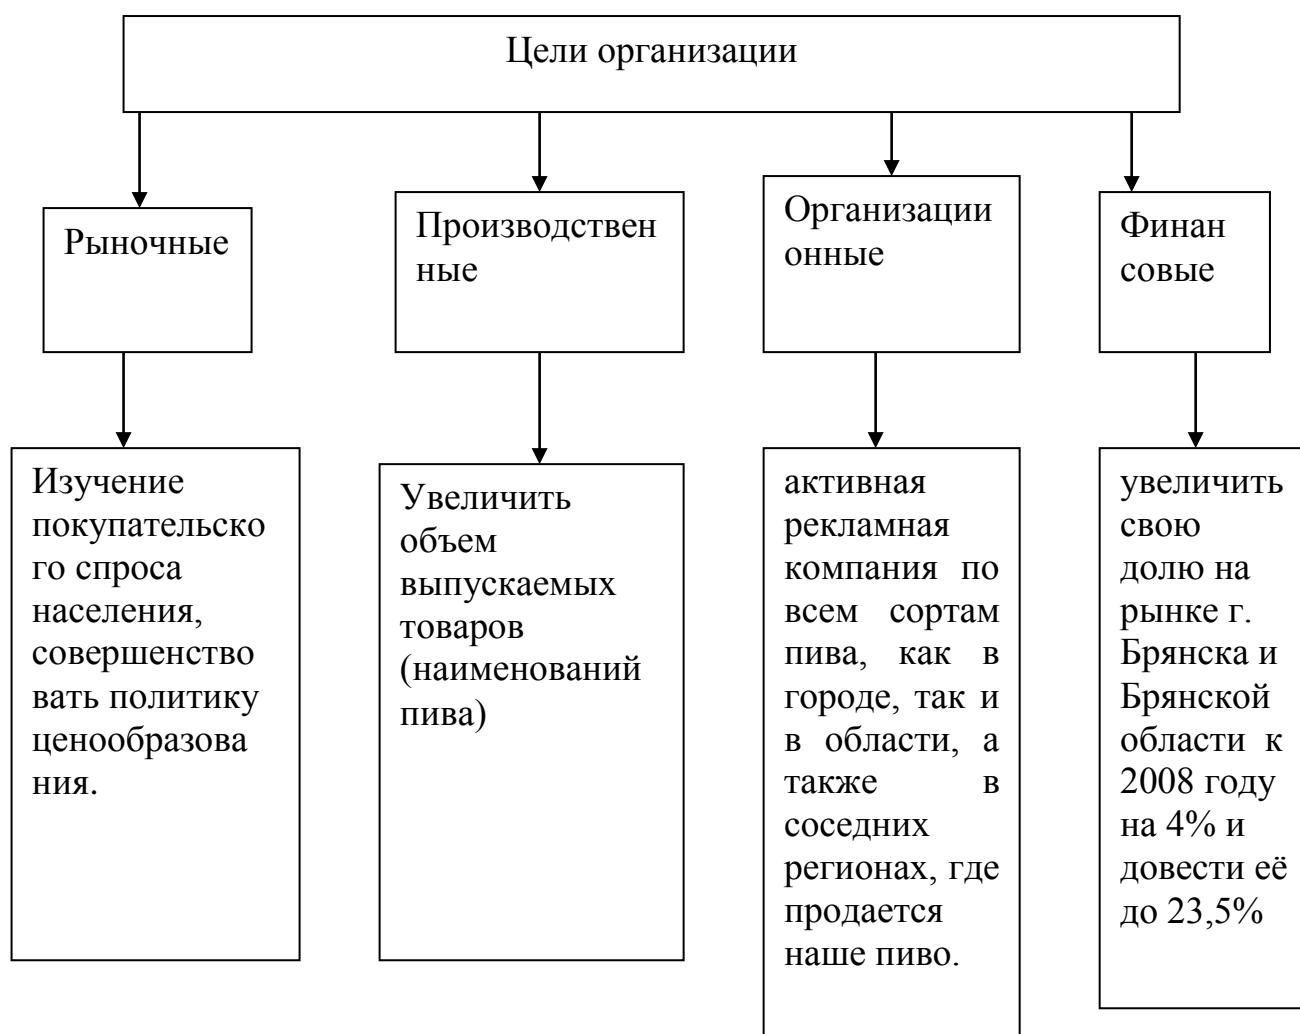 Цели организации
Рыночные
Производствен
ные
Организаци
онные
Финан
совые
Изучение
покупательско
го спроса
населения,
совершенство
вать политику
ценообразова
ния.
Увеличить
объем
выпускаемых
товаров
(наименований
пива)
активная
рекламная
компания по
всем сортам
пива, как в
городе, так и
в области, а
также в
соседних
регионах, где
продается
наше пиво.
увеличить
свою
долю на
рынке г.
Брянска и
Брянской
области к
2008 году
на 4% и
довести её
до 23,5%